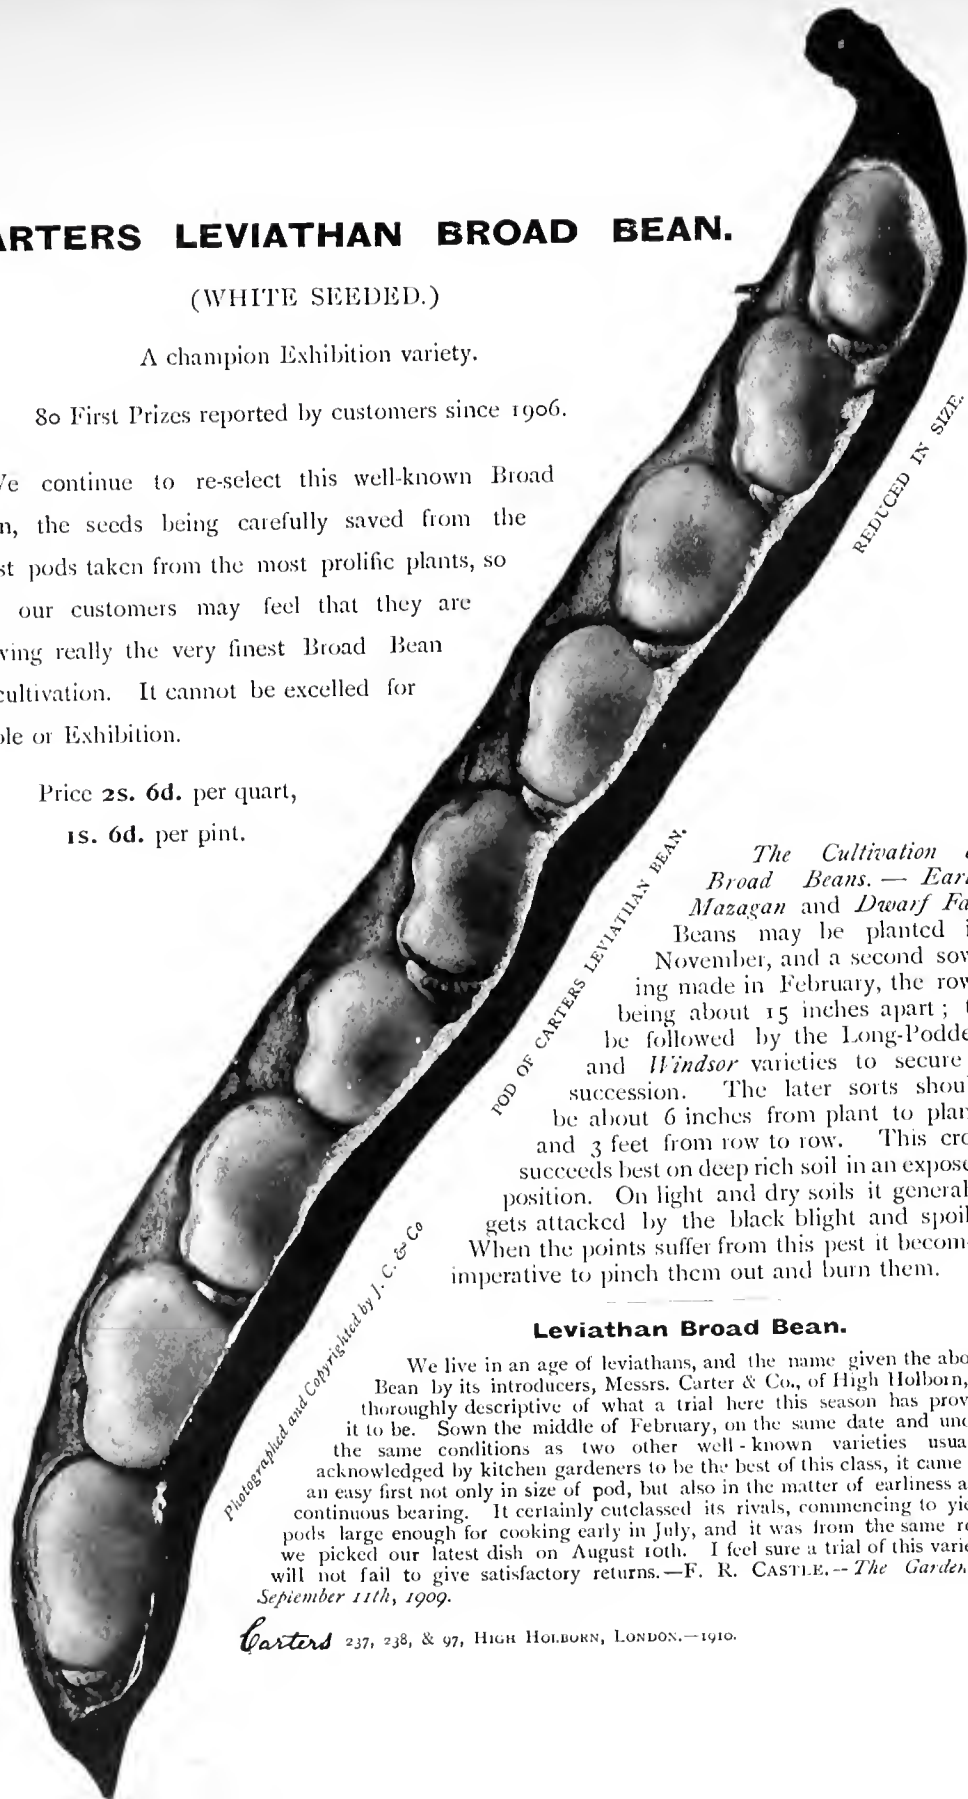 ARTERS LEVIATHAN BROAD BEAN.
(WHITE SEEDED.)
A champion Exhibition variety.
80 First Prizes reported by customers since 1906.
Ve continue to re-select this well-known Broad
n, the seeds being carefully saved from the
st pods taken from the most prolific plants, so
our customers may feel that they are
ving really the very finest Broad Bean
cultivation. It cannot be excelled for
ole or Exhibition.
Price 2s. 6d. per quart,
1s. 6d. per pint.
REDUCED IN SIZE.
POD OF CARTERS LEVIATHAN BEAN.
Photographed and Copyrighted by J. C. & Co
The Cultivation
Broad Beans. — Earl
Mazagan and Dwarf Fa
Beans may be planted i
November, and a second sow
ing made in February, the row
being about 15 inches apart ; t
be followed by the Long-Podde
and Windsor varieties to secure
succession. The later sorts shoul
be about 6 inches from plant to plan
and 3 feet from row to row. This cro
succeeds best on deep rich soil in an expose
position. On light and dry soils it general
gets attacked by the black blight and spoil
When the points suffer from this pest it becom
imperative to pinch them out and burn them.
Leviathan Broad Bean.
We live in an age of leviathans, and the name given the abo
Bean by its introducers, Messrs. Carter & Co., of High Holborn,
thoroughly descriptive of what a trial here this season has prov
it to be. Sown the middle of February, on the same date and und
the same conditions as two other well-known varieties usua
acknowledged by kitchen gardeners to be the best of this class, it came
an easy first not only in size of pod, but also in the matter of earliness a
continuous bearing. It certainly outclassed its rivals, commencing to yie
pods large enough for cooking early in July, and it was from the same ro
we picked our latest dish on August 10th. I feel sure a trial of this varie
will not fail to give satisfactory returns.—F. R. CASTLE.—The Garden
September 11th, 1909.
Carters 237, 238, & 97, HIGH HOLBORN, LONDON.—1910.